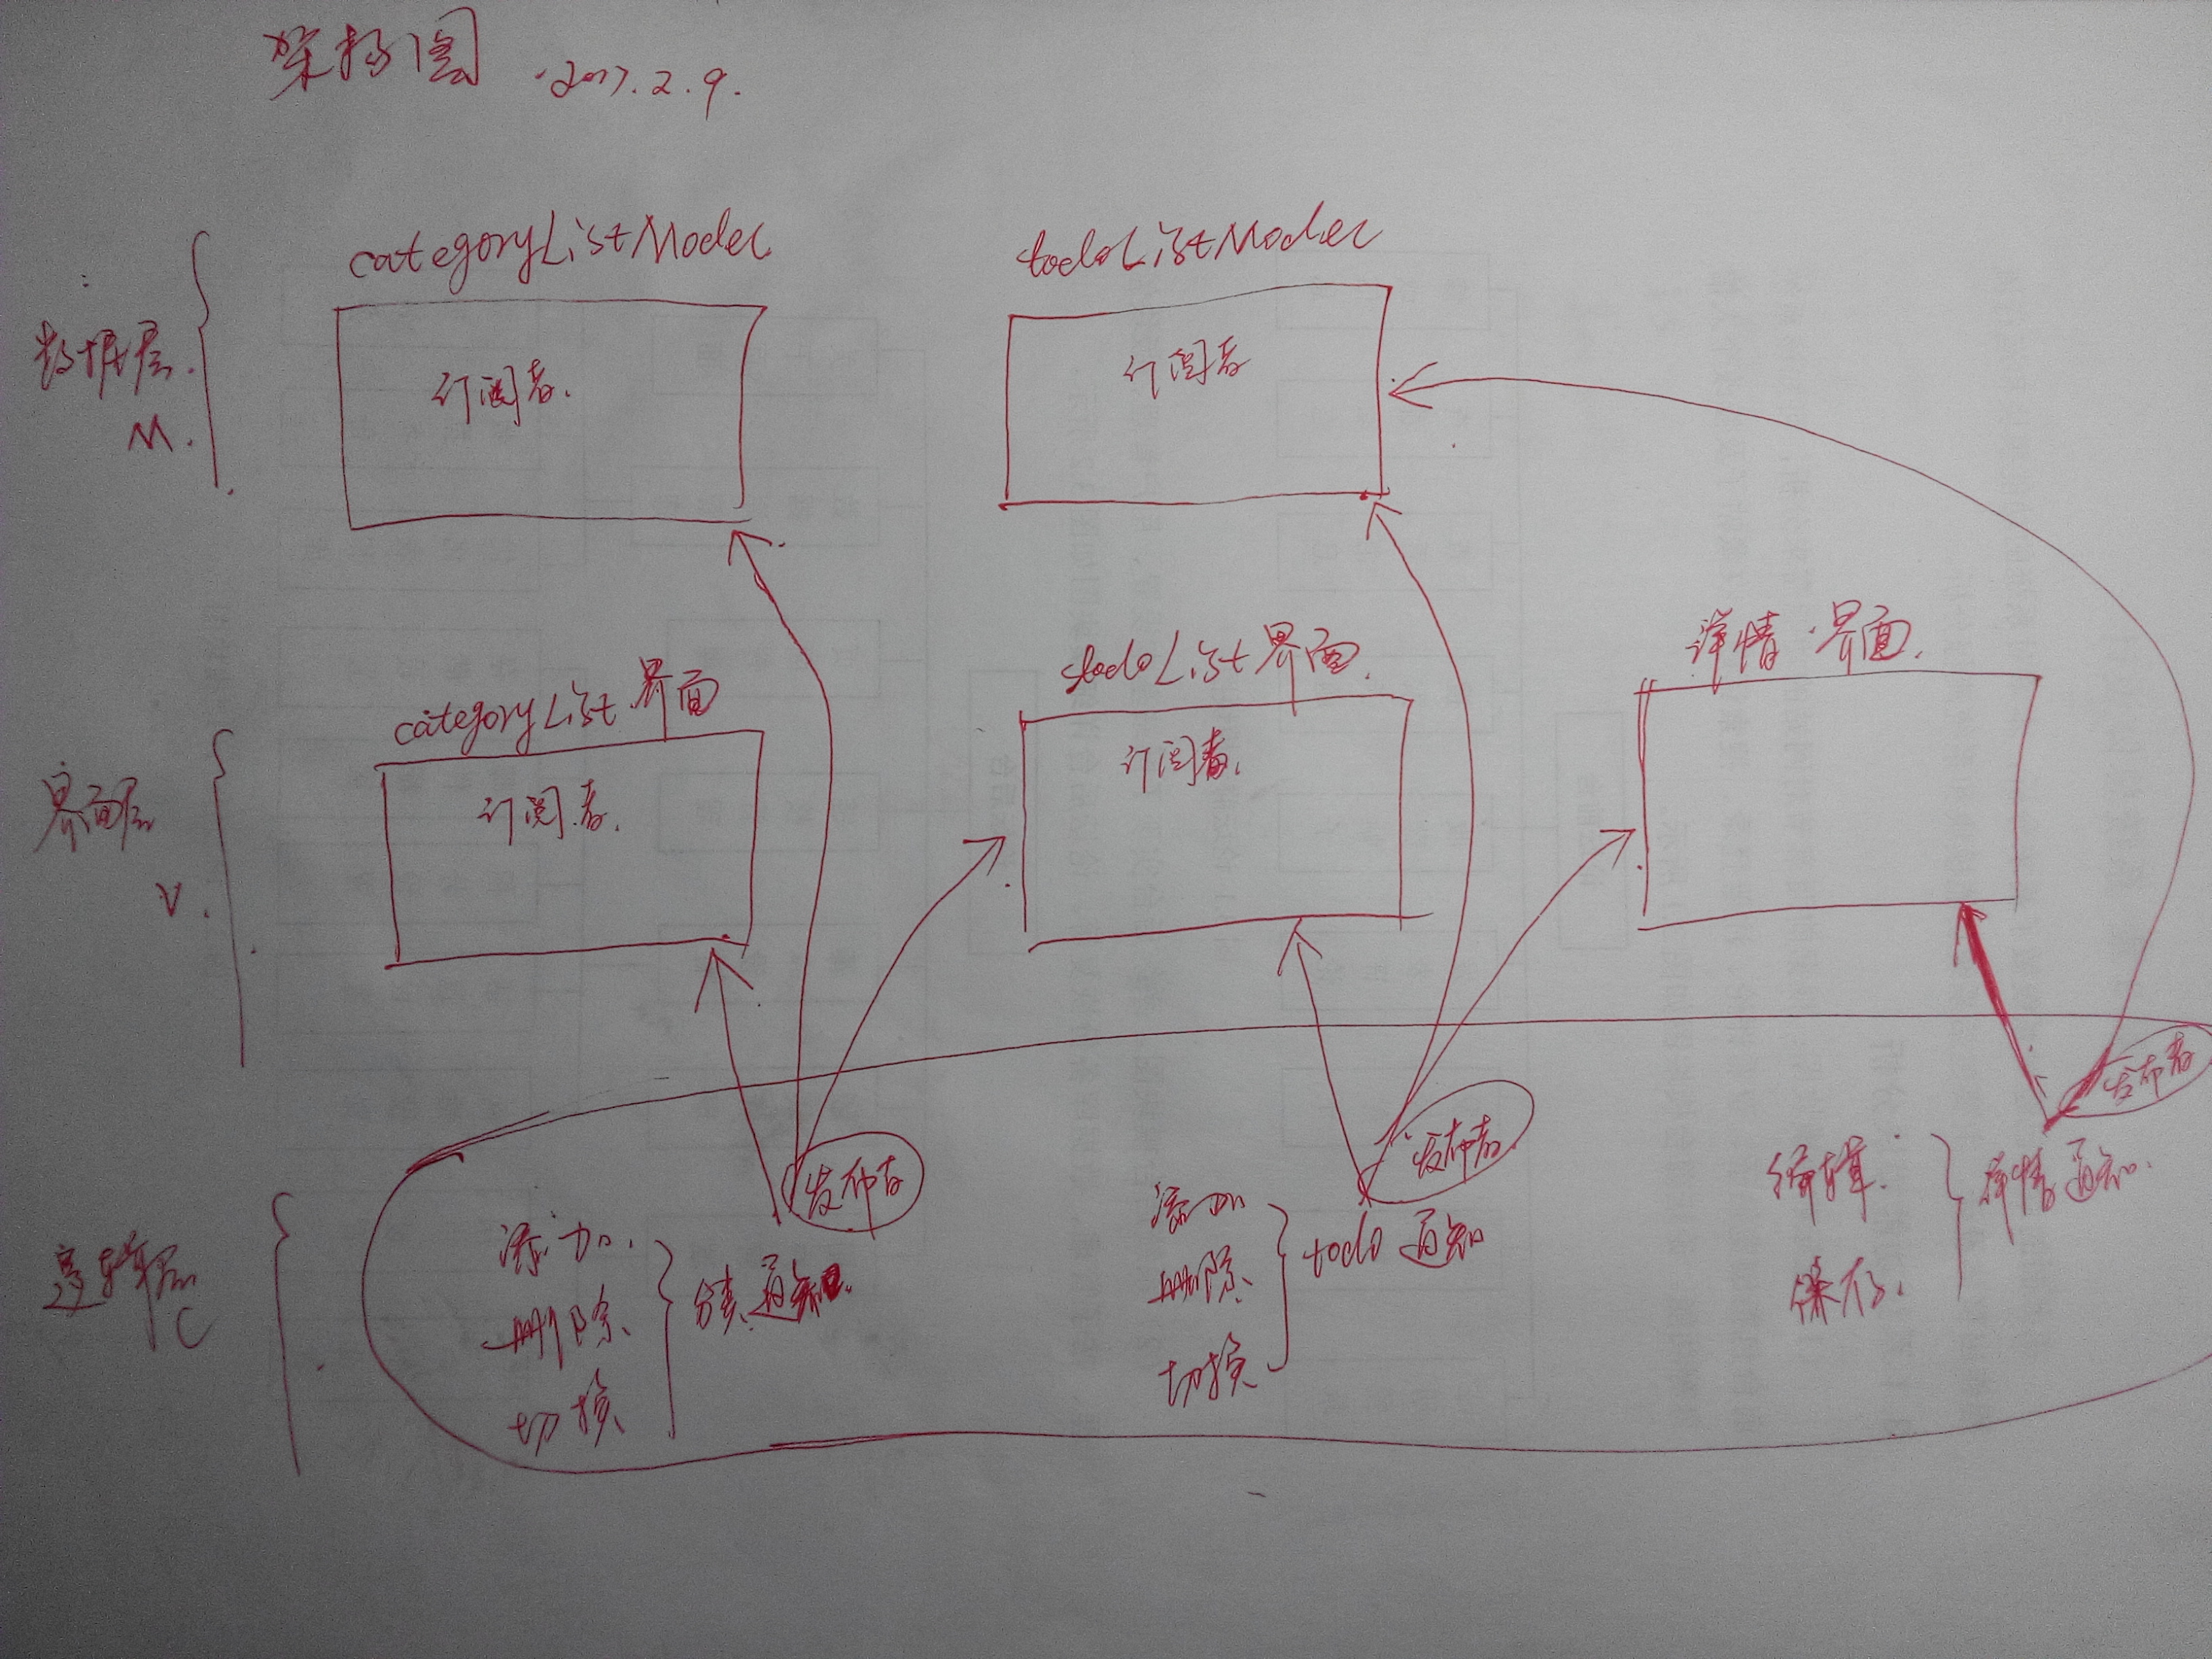 架构图 2017.2.9.
categoryListModel
todoListModel
数据层.
M.
订阅者.
订阅者
categoryList界面
todoList界面.
详情界面.
界面层
V.
订阅者.
订阅者.
发布者
发布者
发布者
逻辑层
C
添加.
删除、
切换
分类通知.
添加
删除、
切换
todo通知
编辑.
保存.
详情通知.